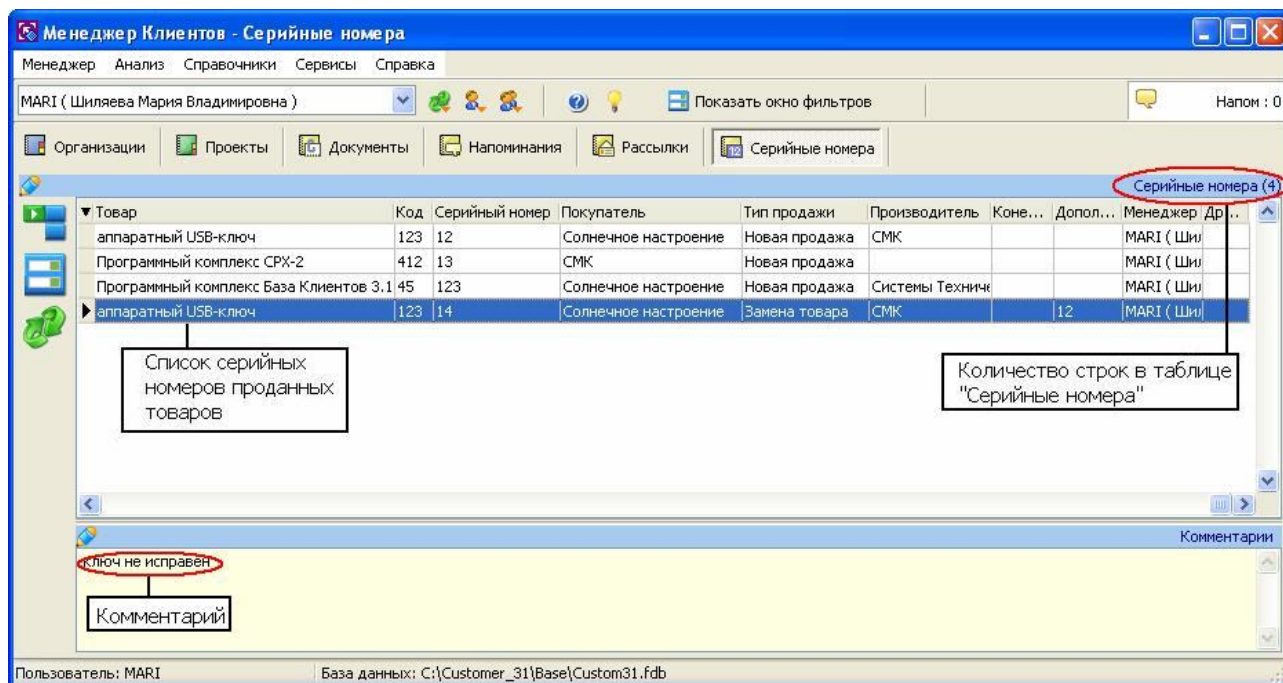 Менеджер Клиентов - Серийные номера
Менеджер Анализ Справочники Сервисы Справка
MARI ( Шиляева Мария Владимировна ) Показать окно фильтров Напом : 0
Организации Проекты Документы Напоминания Рассылки 12 Серийные номера
Серийные номера (4)
Товар Код Серийный номер Покупатель Тип продажи Производитель Коне... Допол... Менеджер Др...
аппаратный USB-ключ 123 12 Солнечное настроение Новая продажа СМК MARI ( Шил
Программный комплекс СРХ-2 412 13 СМК Новая продажа MARI ( Шил
Программный комплекс База Клиентов 3.1 45 123 Солнечное настроение Новая продажа Системы Техниче MARI ( Шил
аппаратный USB-ключ 123 14 Солнечное настроение Замена товара СМК 12 MARI ( Шил
Список серийных
номеров проданных
товаров
Количество строк в таблице
"Серийные номера"
Комментарии
ключ не исправен
Комментарий
Пользователь: MARI База данных: C:\Customer_31\Base\Custom31.fdb